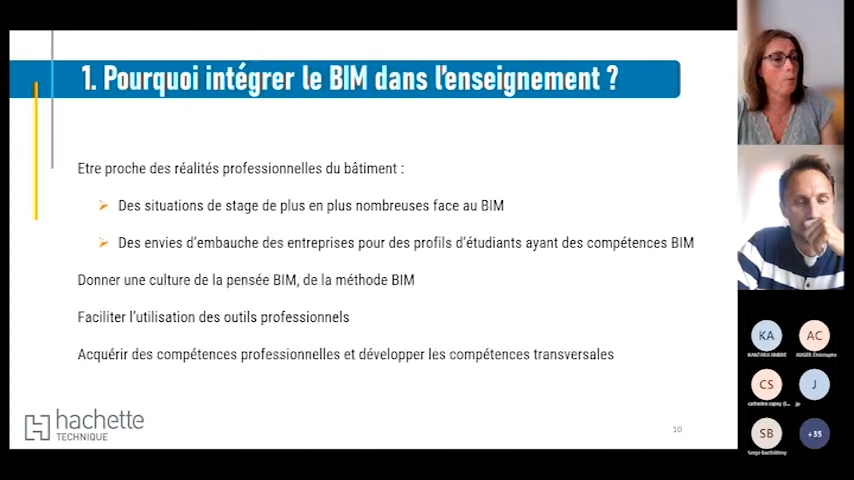 1. Pourquoi intégrer le BIM dans l'enseignement ?
Etre proche des réalités professionnelles du bâtiment :
Des situations de stage de plus en plus nombreuses face au BIM
Des envies d'embauche des entreprises pour des profils d'étudiants ayant des compétences BIM
Donner une culture de la pensée BIM, de la méthode BIM
Faciliter l'utilisation des outils professionnels
Acquérir des compétences professionnelles et développer les compétences transversales
hachette
TECHNIQUE
10
KA
AC
CS
J
SB
+35